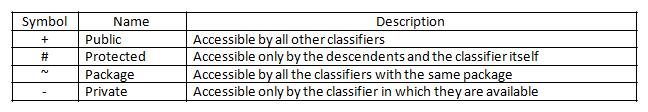 Symbol Name Description
+ Public Accessible by all other classifiers
# Protected Accessible only by the descendents and the classifier itself
~ Package Accessible by all the classifiers with the same package
- Private Accessible only by the classifier in which they are available